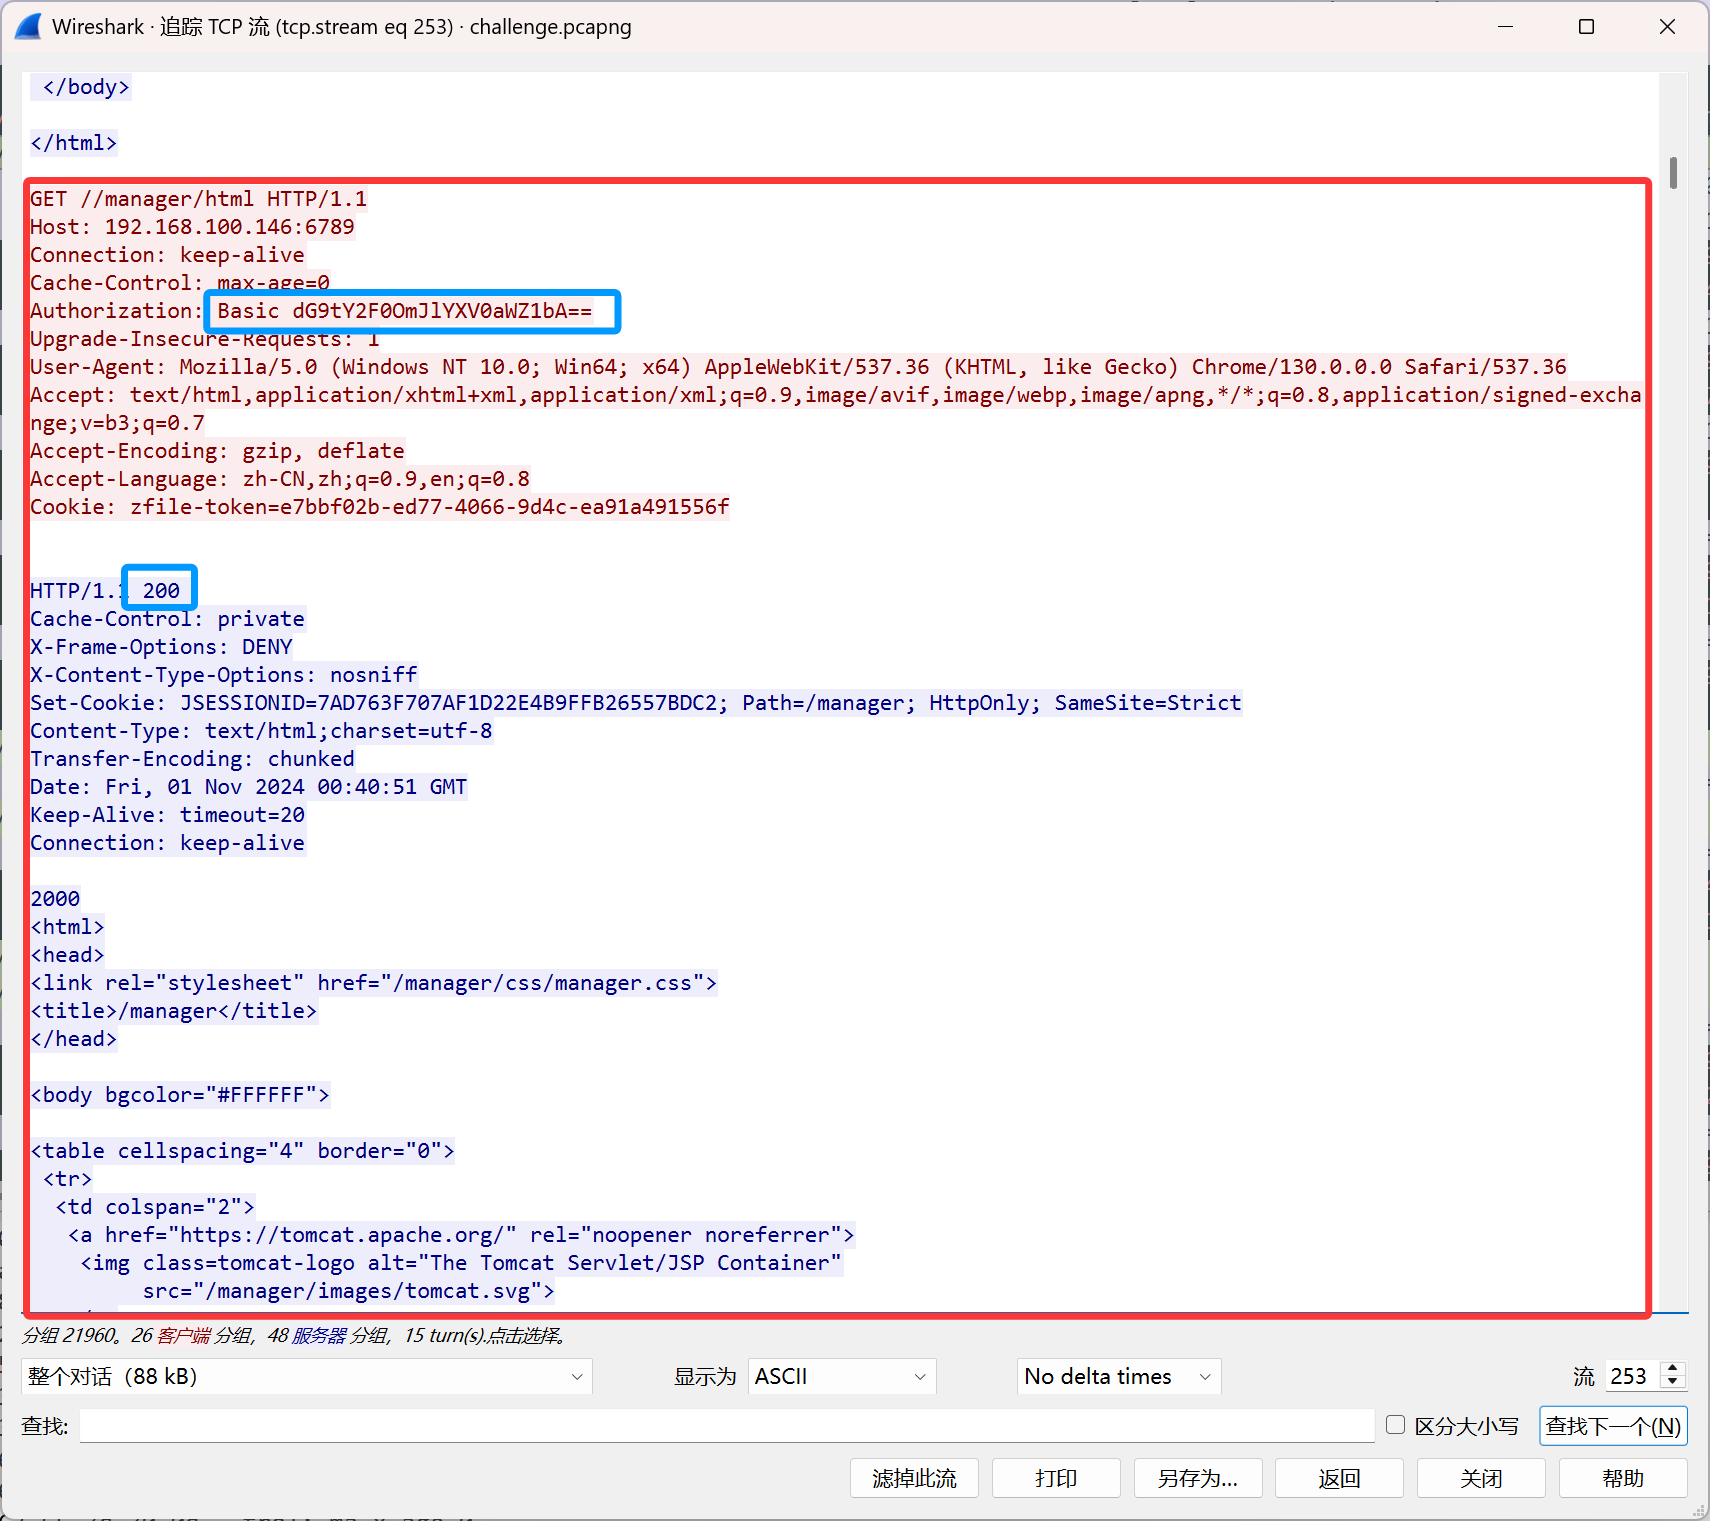 Wireshark · 追踪 TCP 流 (tcp.stream eq 253) · challenge.pcapng
</body>
</html>
GET //manager/html HTTP/1.1
Host: 192.168.100.146:6789
Connection: keep-alive
Cache-Control: max-age=0
Authorization: Basic dG9tY2F0OmJlYXV0aWZ1bA==
Upgrade-Insecure-Requests: 1
User-Agent: Mozilla/5.0 (Windows NT 10.0; Win64; x64) AppleWebKit/537.36 (KHTML, like Gecko) Chrome/130.0.0.0 Safari/537.36
Accept: text/html,application/xhtml+xml,application/xml;q=0.9,image/avif,image/webp,image/apng,*/*;q=0.8,application/signed-excha
nge;v=b3;q=0.7
Accept-Encoding: gzip, deflate
Accept-Language: zh-CN,zh;q=0.9,en;q=0.8
Cookie: zfile-token=e7bbf02b-ed77-4066-9d4c-ea91a491556f
HTTP/1.1 200
Cache-Control: private
X-Frame-Options: DENY
X-Content-Type-Options: nosniff
Set-Cookie: JSESSIONID=7AD763F707AF1D22E4B9FFB26557BDC2; Path=/manager; HttpOnly; SameSite=Strict
Content-Type: text/html;charset=utf-8
Transfer-Encoding: chunked
Date: Fri, 01 Nov 2024 00:40:51 GMT
Keep-Alive: timeout=20
Connection: keep-alive
2000
<html>
<head>
<link rel="stylesheet" href="/manager/css/manager.css">
<title>/manager</title>
</head>
<body bgcolor="#FFFFFF">
<table cellspacing="4" border="0">
<tr>
<td colspan="2">
<a href="https://tomcat.apache.org/" rel="noopener noreferrer">
<img class=tomcat-logo alt="The Tomcat Servlet/JSP Container"
src="/manager/images/tomcat.svg">
分组 21960。26 客户端 分组，48 服务器 分组，15 turn(s).点击选择。
整个对话（88 kB） 显示为 ASCII No delta times 流 253
查找: 区分大小写 查找下一个(N)
滤掉此流 打印 另存为… 返回 关闭 帮助